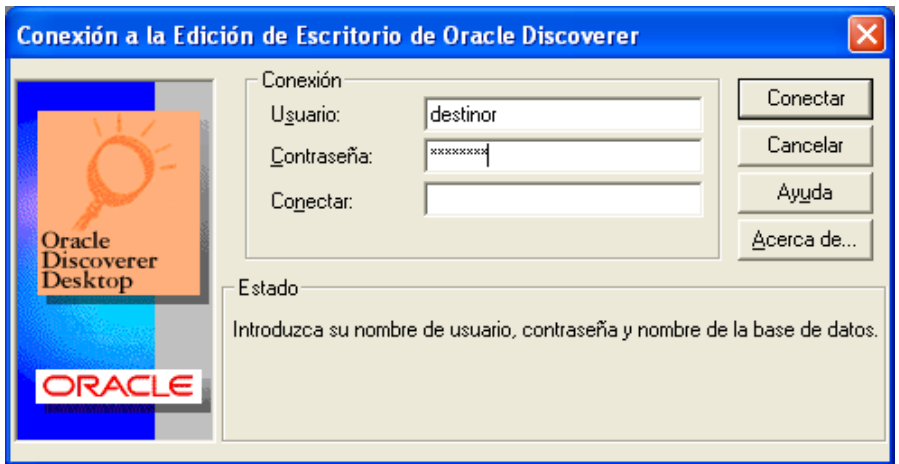 Conexión a la Edición de Escritorio de Oracle Discoverer
Conexión
Usuario:
destinor
Contraseña:
********
Conectar:
Conectar
Cancelar
Ayuda
Acerca de...
Oracle
Discoverer
Desktop
ORACLE
Estado
Introduzca su nombre de usuario, contraseña y nombre de la base de datos.